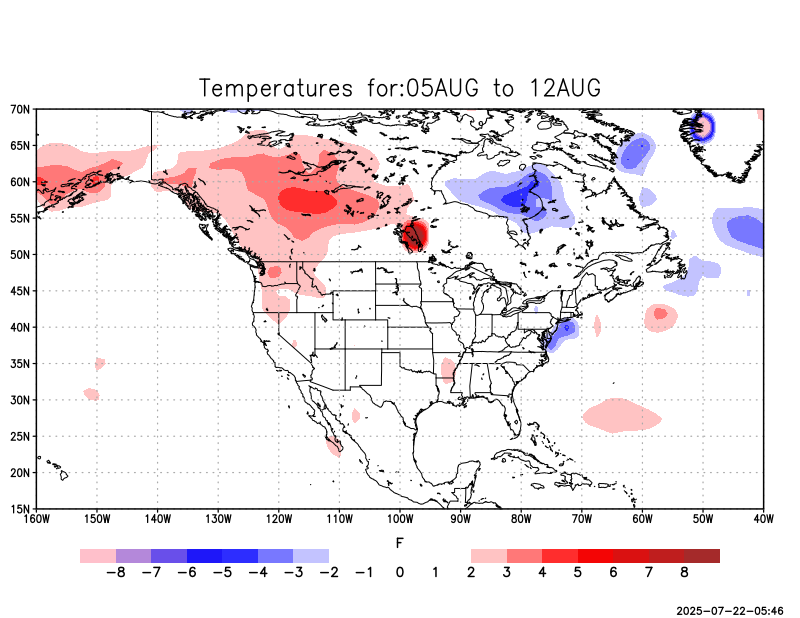 Temperatures for:05AUG to 12AUG
70N
65N
60N
55N
50N
45N
40N
35N
30N
25N
20N
15N
160W 150W 140W 130W 120W 110W 100W 90W 80W 70W 60W 50W 40W
F
-8 -7 -6 -5 -4 -3 -2 -1 0 1 2 3 4 5 6 7 8
2025-07-22-05:46